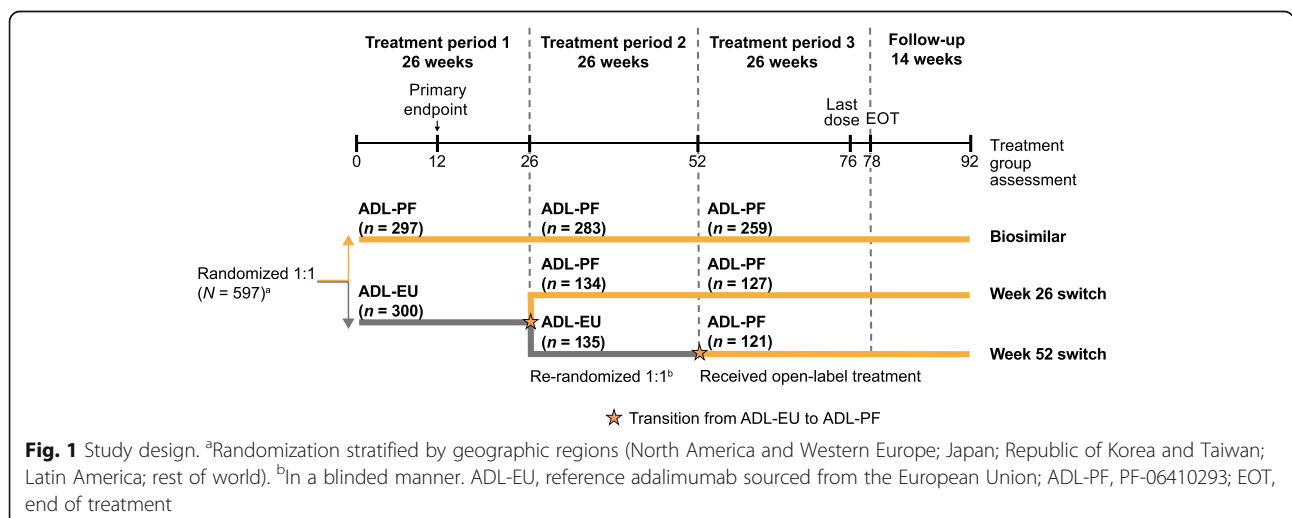 Treatment period 1
26 weeks
Treatment period 2
26 weeks
Treatment period 3
26 weeks
Follow-up
14 weeks
Primary
endpoint
Last
dose
EOT
0 12 26 52 76 78 92
Treatment
group
assessment
ADL-PF
(n = 297)
ADL-PF
(n = 283)
ADL-PF
(n = 259)
Biosimilar
Randomized 1:1
(N = 597)a
ADL-EU
(n = 300)
ADL-PF
(n = 134)
ADL-PF
(n = 127)
Week 26 switch
ADL-EU
(n = 135)
ADL-PF
(n = 121)
Week 52 switch
Re-randomized 1:1b
Received open-label treatment
Transition from ADL-EU to ADL-PF
Fig. 1 Study design. aRandomization stratified by geographic regions (North America and Western Europe; Japan; Republic of Korea and Taiwan;
Latin America; rest of world). bIn a blinded manner. ADL-EU, reference adalimumab sourced from the European Union; ADL-PF, PF-06410293; EOT,
end of treatment